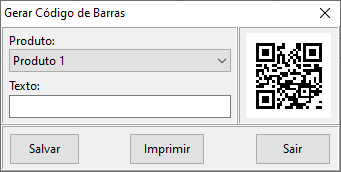 Gerar Código de Barras
Produto:
Produto 1
Texto:
Salvar
Imprimir
Sair